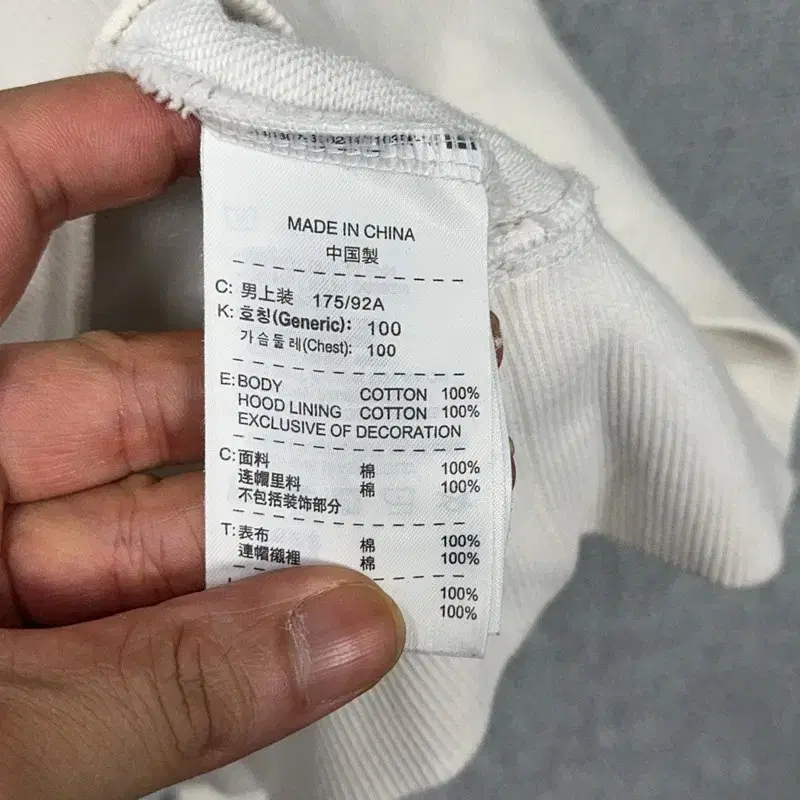 MADE IN CHINA
中国製
C: 男上装 175/92A
K: 호칭(Generic): 100
가슴둘레(Chest): 100
E: BODY COTTON 100%
HOOD LINING COTTON 100%
EXCLUSIVE OF DECORATION
C: 面料 棉 100%
连帽里料 棉 100%
不包括装饰部分
T: 表布 棉 100%
連帽襯裡 棉 100%
100%
100%